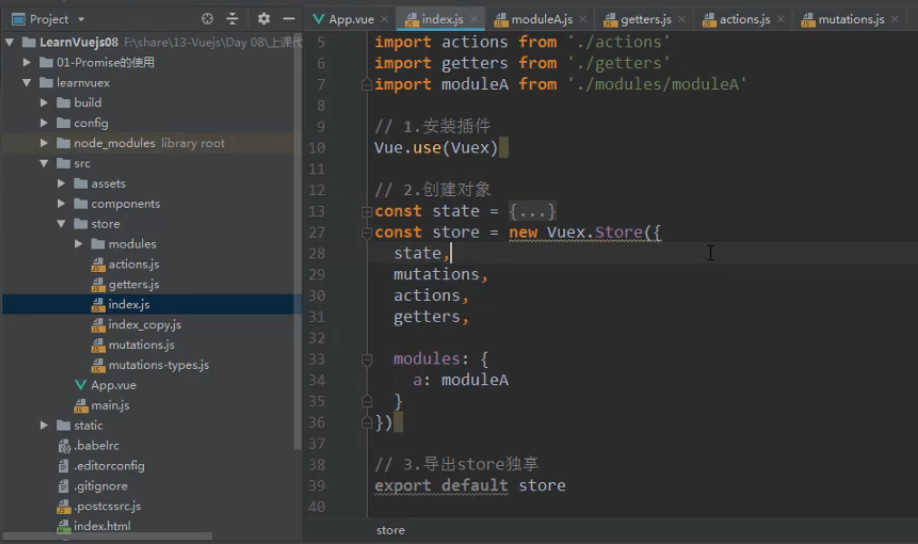 Project
App.vue
index.js
moduleA.js
getters.js
actions.js
mutations.js
LearnVuejs08 F:\share\13-Vuejs\Day 08\上课代
01-Promise的使用
learnvuex
build
config
node_modules library root
src
assets
components
store
modules
actions.js
getters.js
index.js
index_copy.js
mutations.js
mutations-types.js
App.vue
main.js
static
.babelrc
.editorconfig
.gitignore
.postcssrc.js
index.html
5 import actions from './actions'
6 import getters from './getters'
7 import moduleA from './modules/moduleA'
8
9 // 1.安装插件
10 Vue.use(Vuex)
11
12 // 2.创建对象
13 const state = {...}
27 const store = new Vuex.Store({
28 state,
29 mutations,
30 actions,
31 getters,
32
33 modules: {
34 a: moduleA
35 }
36 })
37
38 // 3.导出store独享
39 export default store
40
store